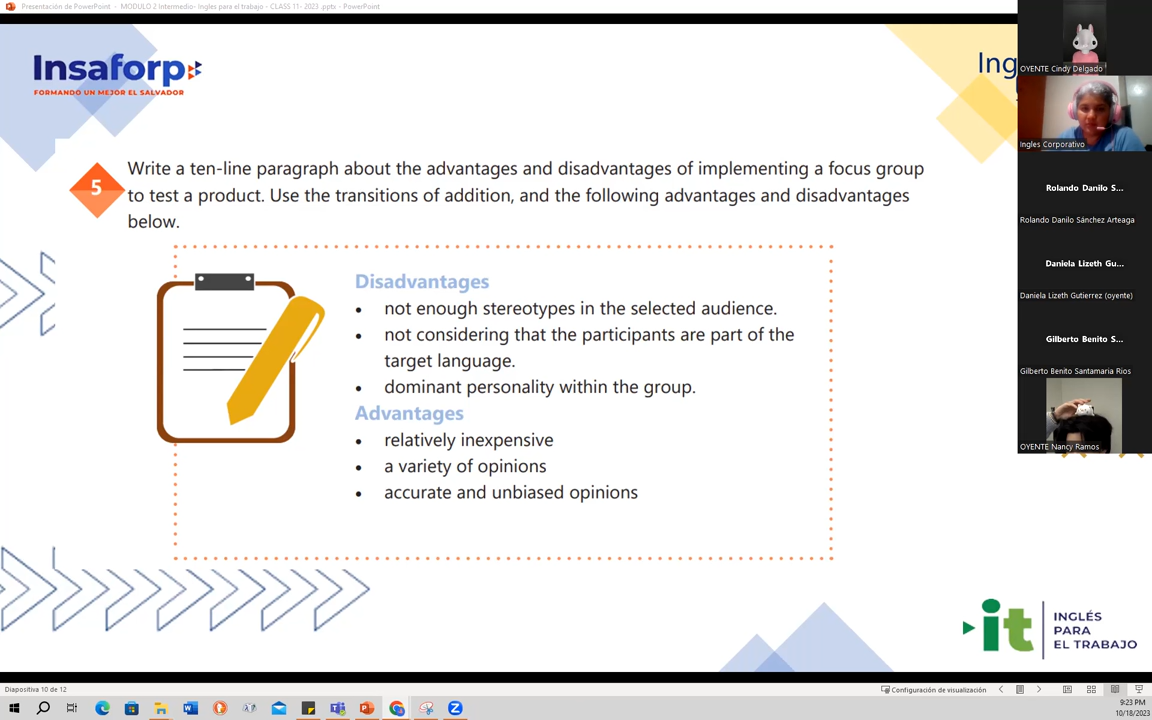 Presentación de PowerPoint - MODULO 2 Intermedio- Ingles para el trabajo - CLASS 11- 2023 .pptx - PowerPoint
Insaforp
FORMANDO UN MEJOR EL SALVADOR
Ing
5
Write a ten-line paragraph about the advantages and disadvantages of implementing a focus group
to test a product. Use the transitions of addition, and the following advantages and disadvantages
below.
Disadvantages
• not enough stereotypes in the selected audience.
• not considering that the participants are part of the
target language.
• dominant personality within the group.
Advantages
• relatively inexpensive
• a variety of opinions
• accurate and unbiased opinions
it
INGLÉS
PARA
EL TRABAJO
OYENTE Cindy Delgado
Ingles Corporativo
Rolando Danilo S...
Rolando Danilo Sánchez Arteaga
Daniela Lizeth Gu...
Daniela Lizeth Gutierrez (oyente)
Gilberto Benito S...
Gilberto Benito Santamaria Rios
OYENTE Nancy Ramos
Diapositiva 10 de 12
Configuración de visualización
9:23 PM
10/18/2023